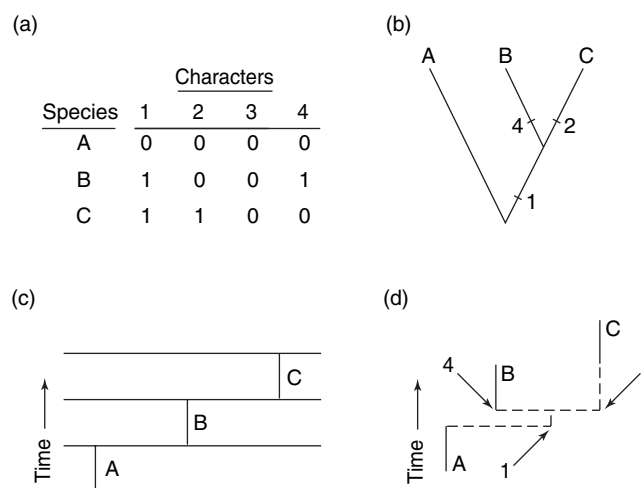 (a)
Characters
Species 1 2 3 4
A 0 0 0 0
B 1 0 0 1
C 1 1 0 0
(b)
A B C
4 2
1
(c)
Time
C
B
A
(d)
Time
C
4 B
A 1